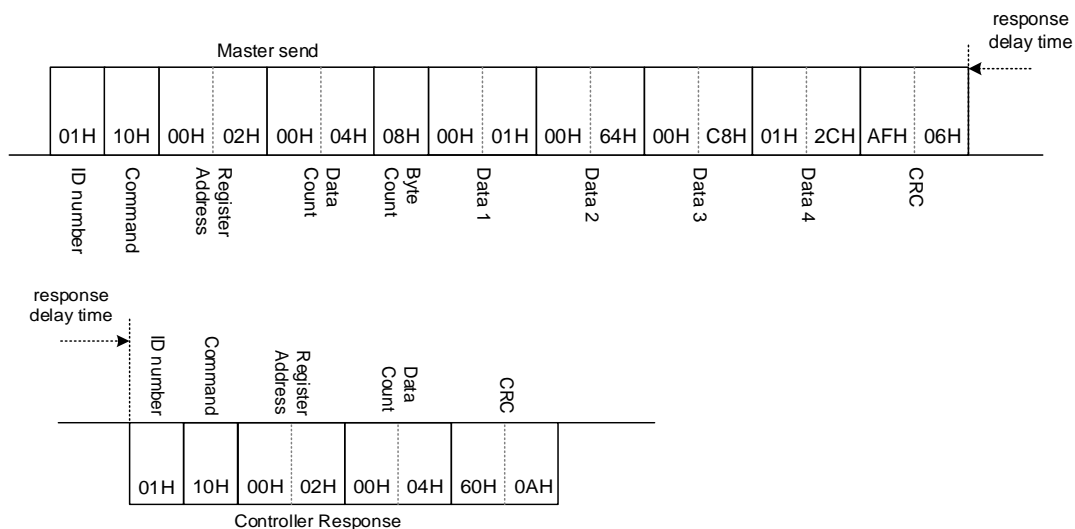 response
delay time
Master send
01H 10H 00H 02H 00H 04H 08H 00H 01H 00H 64H 00H C8H 01H 2CH AFH 06H
ID number
Command
Register
Address
Data
Count
Byte
Count
Data 1
Data 2
Data 3
Data 4
CRC
response
delay time
ID number
Command
Register
Address
Data
Count
CRC
01H 10H 00H 02H 00H 04H 60H 0AH
Controller Response